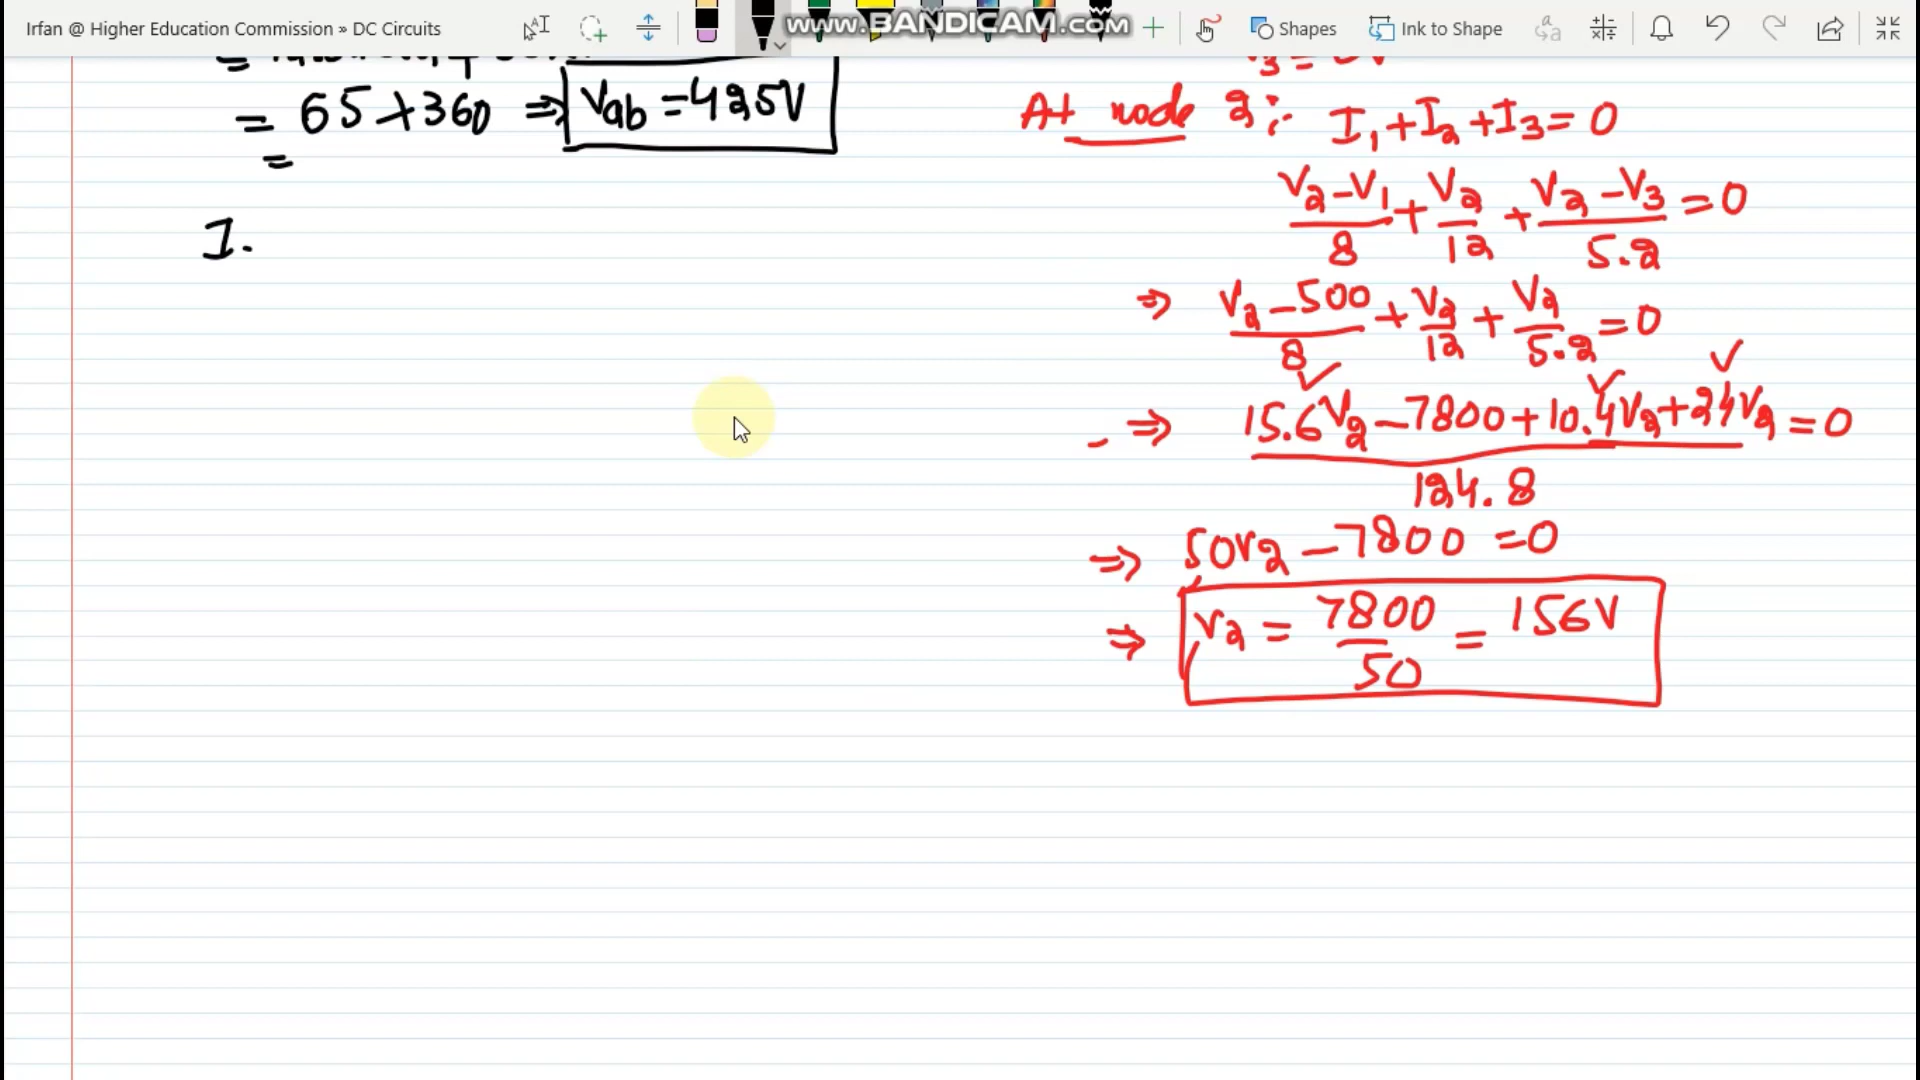 Irfan @ Higher Education Commission » DC Circuits
www.BANDICAM.com
Shapes
Ink to Shape
= 65+360 ⇒ Vab = 425V
=
I.
V3 = 0V
At node 2:- I1+I2+I3=0
(V2-V1)/8 + V2/12 + (V2-V3)/5.2 = 0
⇒ (V2-500)/8 + V2/12 + V2/5.2 = 0
- ⇒ (15.6V2-7800+10.4V2+24V2)/124.8 = 0
⇒ 50V2-7800=0
⇒ V2 = 7800/50 = 156V